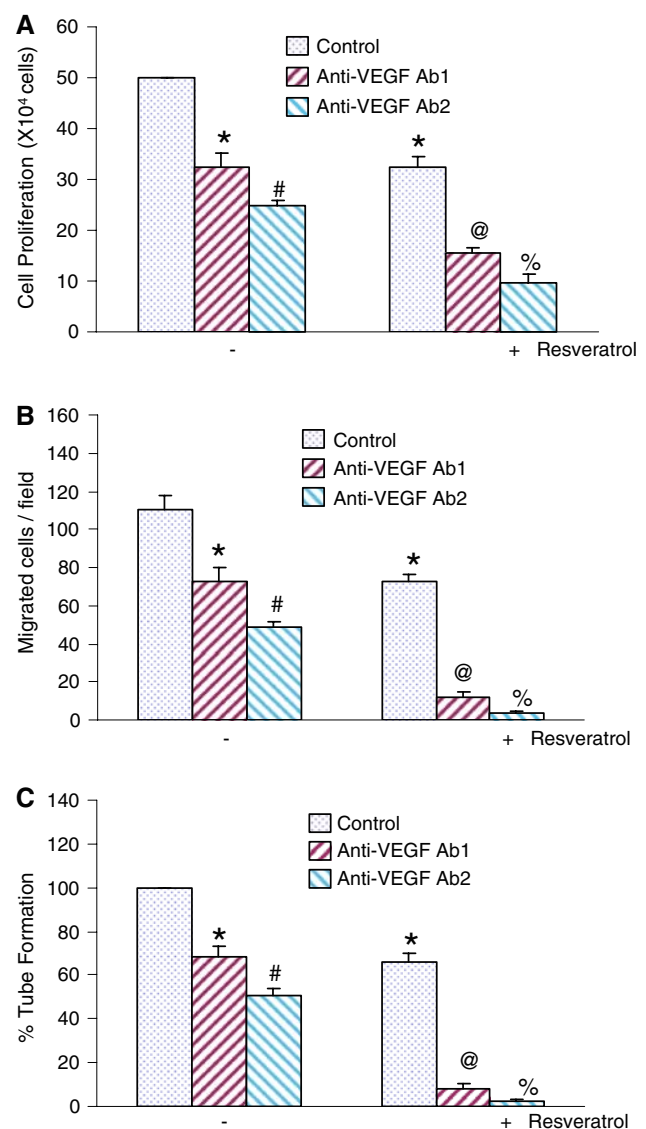 A
Cell Proliferation (X10⁴ cells)
60
50
40
30
20
10
0
Control
Anti-VEGF Ab1
Anti-VEGF Ab2
* # * @ %
- + Resveratrol
B
Migrated cells / field
160
140
120
100
80
60
40
20
0
Control
Anti-VEGF Ab1
Anti-VEGF Ab2
* # * @ %
- + Resveratrol
C
% Tube Formation
140
120
100
80
60
40
20
0
Control
Anti-VEGF Ab1
Anti-VEGF Ab2
* # * @ %
- + Resveratrol